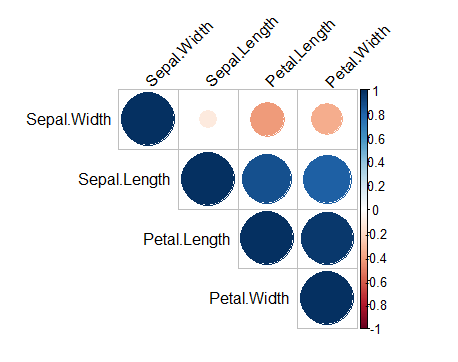 Sepal.Width
Sepal.Length
Petal.Length
Petal.Width
Sepal.Width
Sepal.Length
Petal.Length
Petal.Width
1
0.8
0.6
0.4
0.2
0
-0.2
-0.4
-0.6
-0.8
-1